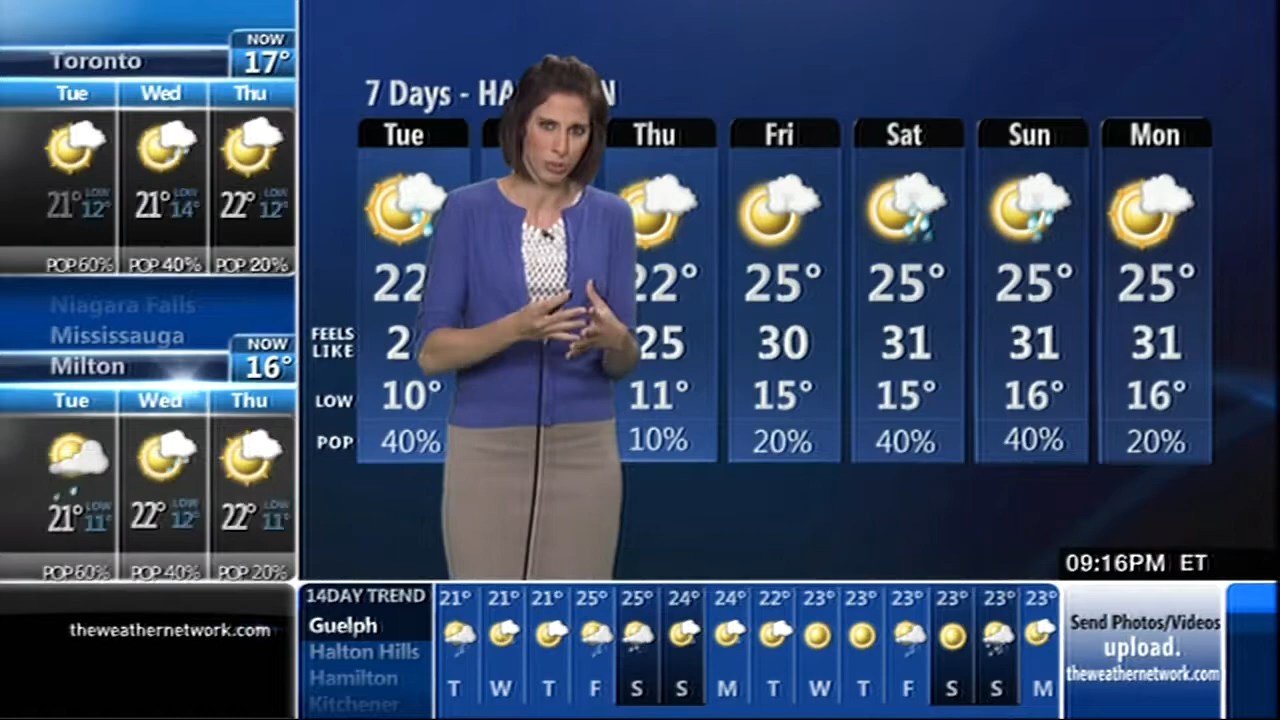 Toronto
NOW
17°
Tue Wed Thu
21° LOW 12° 21° LOW 14° 22° LOW 12°
POP 60% POP 40% POP 20%
Niagara Falls
Mississauga
Milton
NOW
16°
Tue Wed Thu
21° LOW 11° 22° LOW 12° 22° LOW 11°
POP 60% POP 40% POP 20%
theweathernetwork.com
7 Days - HA N
Tue Thu Fri Sat Sun Mon
22 22° 25° 25° 25° 25°
FEELS LIKE 2 25 30 31 31 31
LOW 10° 11° 15° 15° 16° 16°
POP 40% 10% 20% 40% 40% 20%
09:16PM ET
14DAY TREND
Guelph
Halton Hills
Hamilton
Kitchener
21° 21° 21° 25° 25° 24° 24° 22° 23° 23° 23° 23° 23° 23°
T W T F S S M T W T F S S M
Send Photos/Videos
upload.
theweathernetwork.com